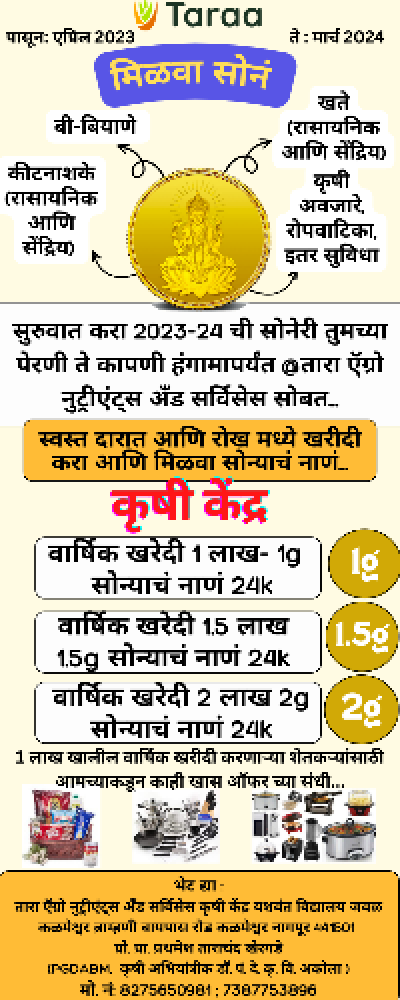 Taraa
पासून: एप्रिल 2023
ते : मार्च 2024
मिळवा सोनं
बी-बियाणे
खते
(रासायनिक
आणि सेंद्रिय)
कीटनाशके
(रासायनिक
आणि
सेंद्रिय)
कृषी
अवजारे,
रोपवाटिका,
इतर सुविधा
सुरुवात करा 2023-24 ची सोनेरी तुमच्या
पेरणी ते कापणी हंगामापर्यंत @तारा ऍग्रो
नुट्रीएंट्स अँड सर्विसेस सोबत...
स्वस्त दारात आणि रोख मध्ये खरीदी
करा आणि मिळवा सोन्याचं नाणं...
कृषी केंद्र
वार्षिक खरेदी 1 लाख- 1g
सोन्याचं नाणं 24k
1g
वार्षिक खरेदी 1.5 लाख
1.5g सोन्याचं नाणं 24k
1.5g
वार्षिक खरेदी 2 लाख 2g
सोन्याचं नाणं 24k
2g
1 लाख खालील वार्षिक खरीदी करणाऱ्या शेतकऱ्यांसाठी
आमच्याकडून काही खास ऑफर च्या संधी...
भेट द्या -
तारा ऍग्रो नुट्रीएंट्स अँड सर्विसेस कृषी केंद्र यशवंत विद्यालय जवळ
कळमेश्वर ब्राम्हणी बायपास रोड कळमेश्वर नागपूर 441501
प्रो. प्रा. प्रथमेश ताराचंद खेरगडे
(PGDABM, कृषी अभियांत्रीक डॉ. पं. दे. कृ. वि. अकोला )
मो. नं: 8275650981 ; 7387753896